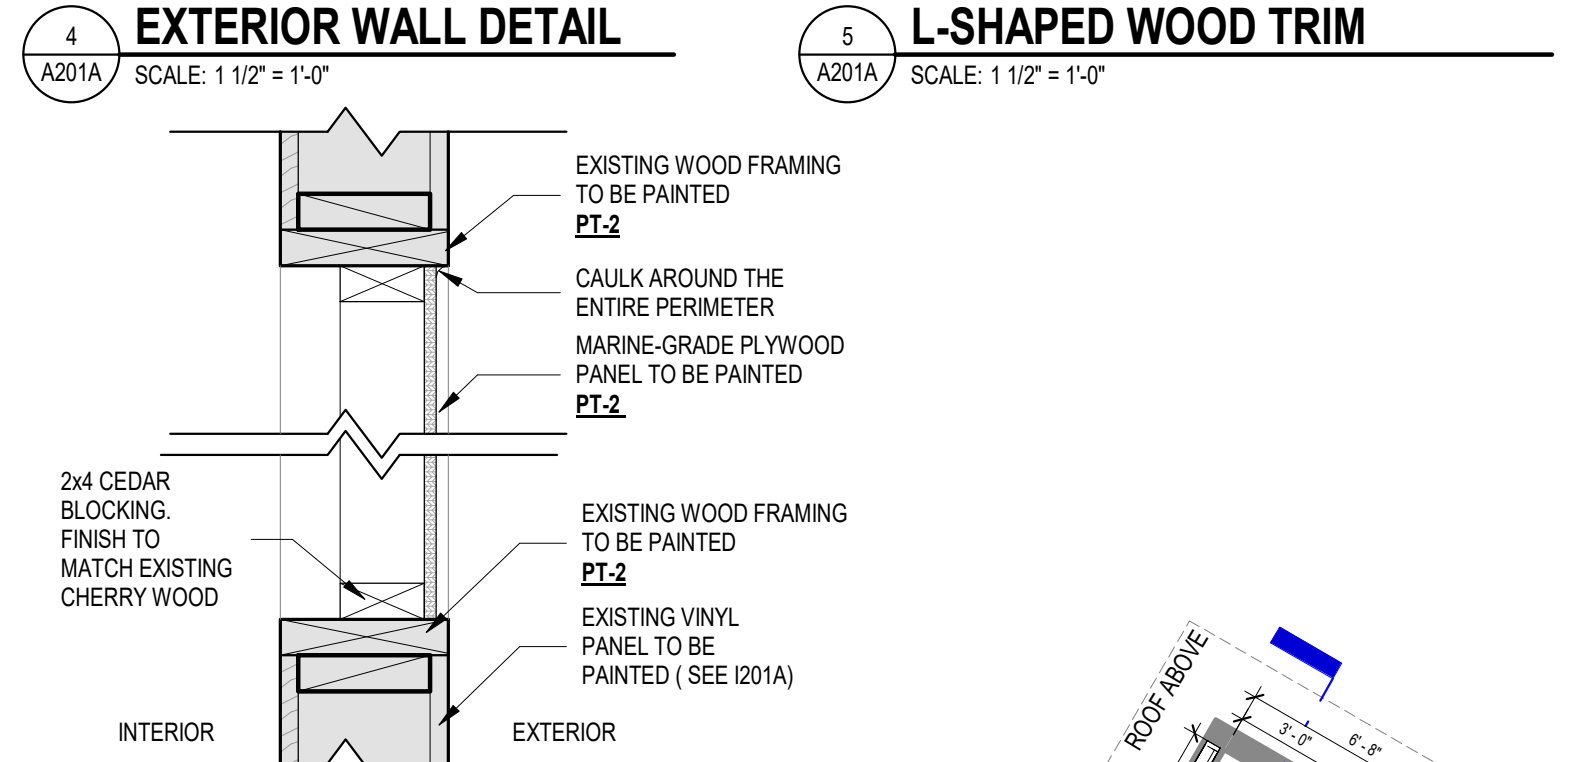 4
A201A
EXTERIOR WALL DETAIL
SCALE: 1 1/2" = 1'-0"
5
A201A
L-SHAPED WOOD TRIM
SCALE: 1 1/2" = 1'-0"
EXISTING WOOD FRAMING
TO BE PAINTED
PT-2
CAULK AROUND THE
ENTIRE PERIMETER
MARINE-GRADE PLYWOOD
PANEL TO BE PAINTED
PT-2
2x4 CEDAR
BLOCKING.
FINISH TO
MATCH EXISTING
CHERRY WOOD
EXISTING WOOD FRAMING
TO BE PAINTED
PT-2
EXISTING VINYL
PANEL TO BE
PAINTED ( SEE I201A)
INTERIOR
EXTERIOR
ROOF ABOVE
3' - 0"
6' - 8"